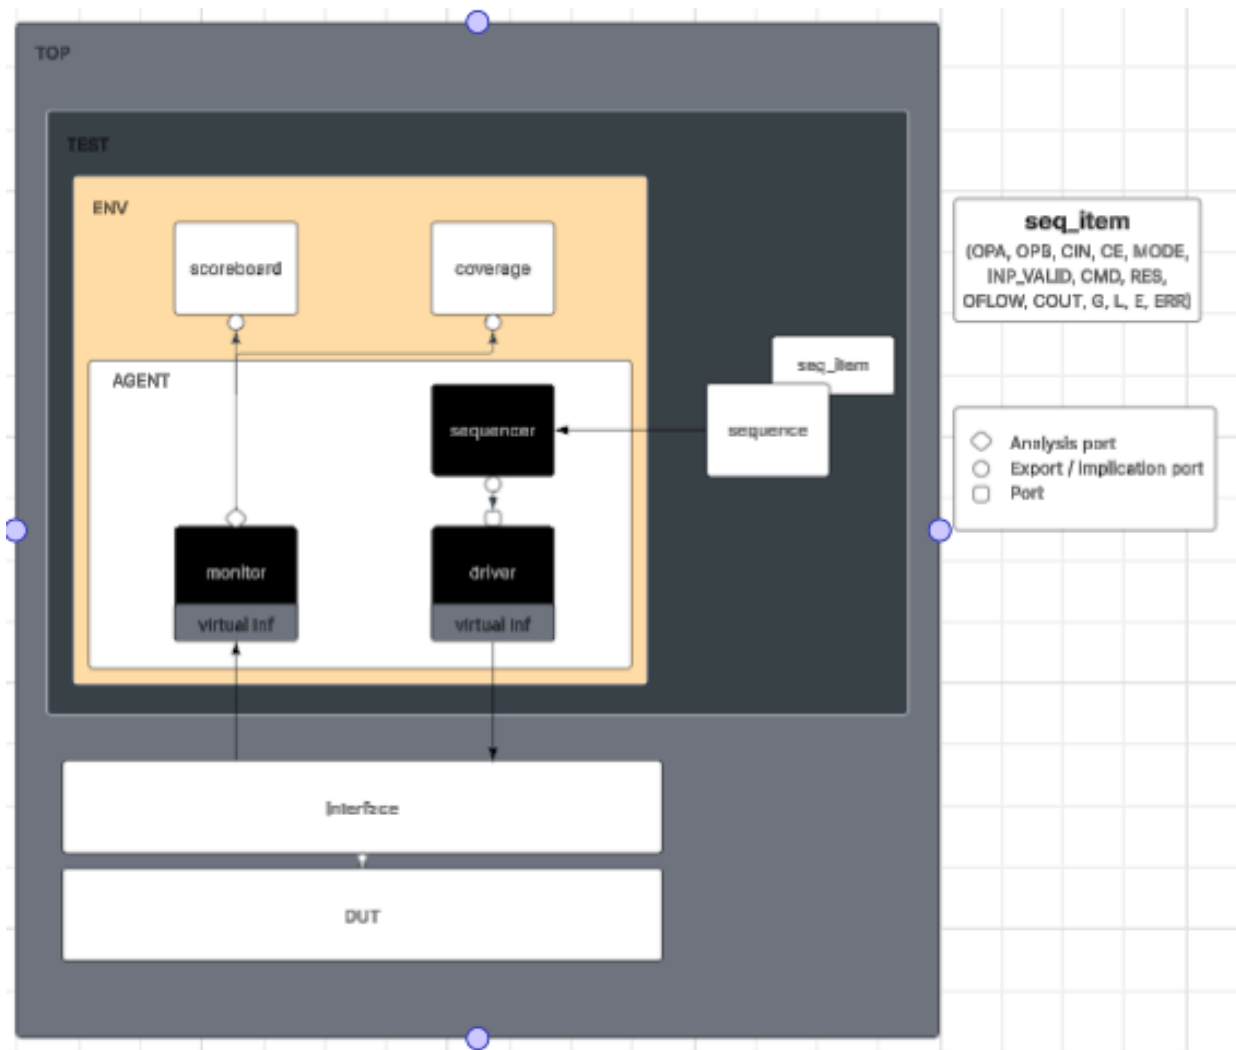 TOP
TEST
ENV
scoreboard
coverage
AGENT
sequencer
seq_item
sequence
monitor
virtual inf
driver
virtual inf
Interface
DUT
seq_item
(OPA, OPB, CIN, CE, MODE,
INP_VALID, CMD, RES,
OFLOW, COUT, G, L, E, ERR)
Analysis port
Export / Implication port
Port